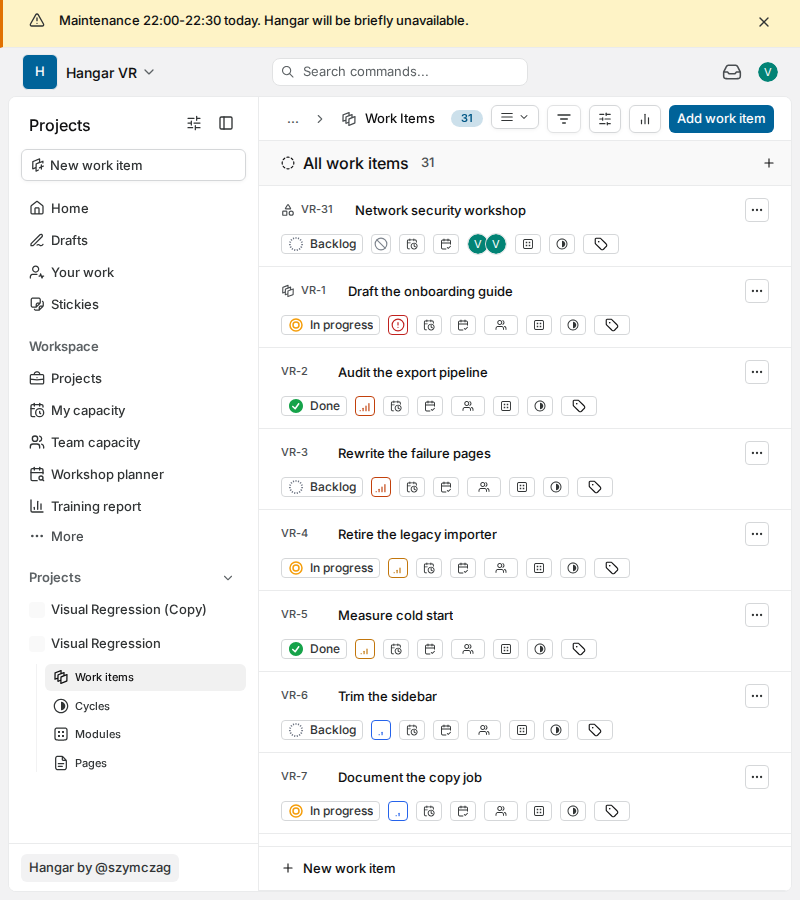 Maintenance 22:00-22:30 today. Hangar will be briefly unavailable.
H
Hangar VR
Search commands...
V
Projects
New work item
Home
Drafts
Your work
Stickies
Workspace
Projects
My capacity
Team capacity
Workshop planner
Training report
More
Projects
Visual Regression (Copy)
Visual Regression
Work items
Cycles
Modules
Pages
Hangar by @szymczag
...
Work Items
31
Add work item
All work items 31
VR-31 Network security workshop
Backlog
V V
VR-1 Draft the onboarding guide
In progress
VR-2 Audit the export pipeline
Done
VR-3 Rewrite the failure pages
Backlog
VR-4 Retire the legacy importer
In progress
VR-5 Measure cold start
Done
VR-6 Trim the sidebar
Backlog
VR-7 Document the copy job
In progress
New work item